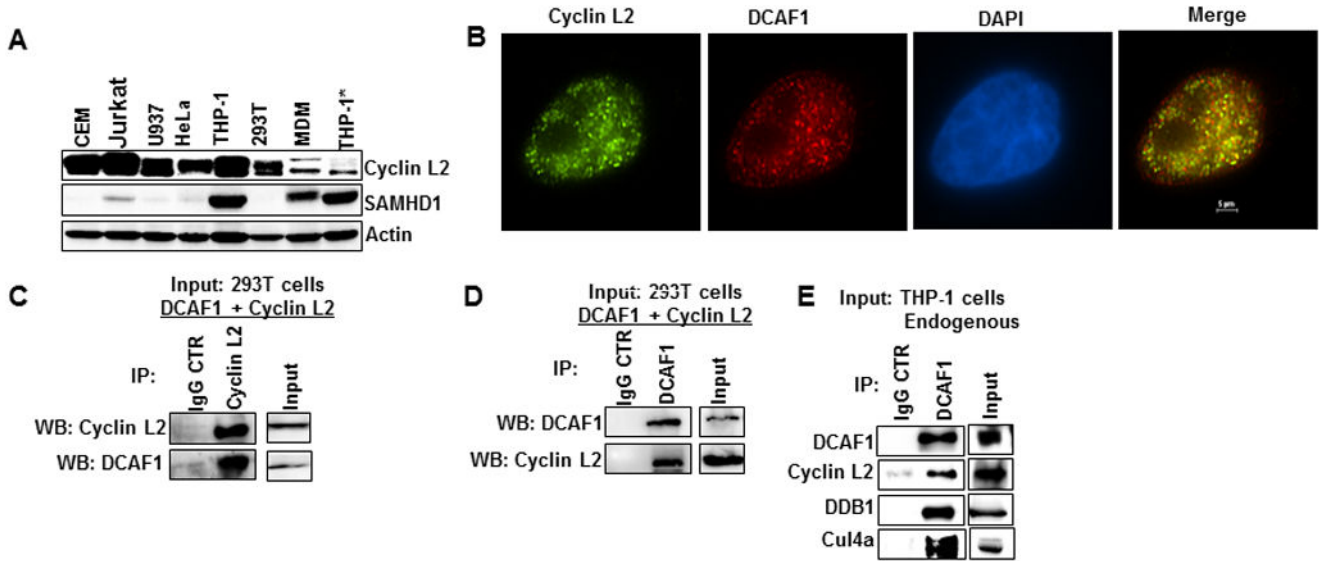 A
CEM
Jurkat
U937
HeLa
THP-1
293T
MDM
THP-1*
Cyclin L2
SAMHD1
Actin
B
Cyclin L2
DCAF1
DAPI
Merge
5 µm
C
Input: 293T cells
DCAF1 + Cyclin L2
IP:
IgG CTR
Cyclin L2
Input
WB: Cyclin L2
WB: DCAF1
D
Input: 293T cells
DCAF1 + Cyclin L2
IP:
IgG CTR
DCAF1
Input
WB: DCAF1
WB: Cyclin L2
E
Input: THP-1 cells
Endogenous
IP:
IgG CTR
DCAF1
Input
DCAF1
Cyclin L2
DDB1
Cul4a